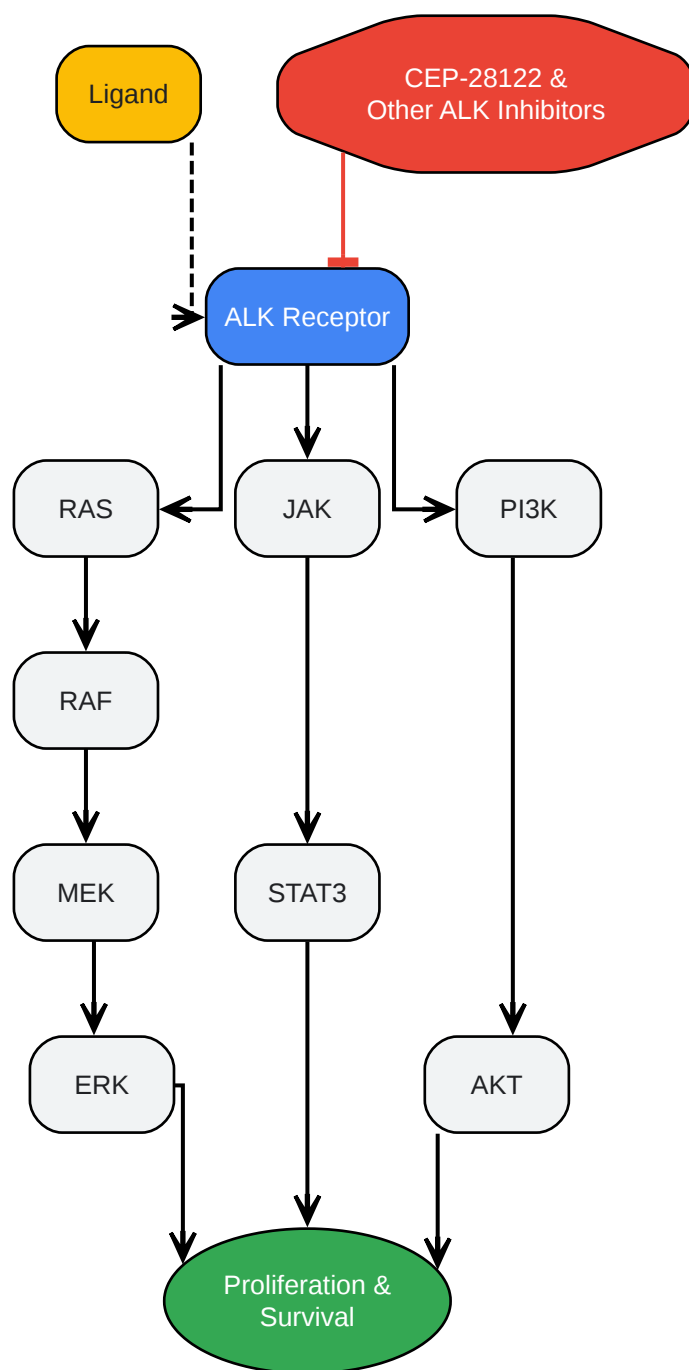 Ligand
CEP-28122 &
Other ALK Inhibitors
ALK Receptor
RAS
JAK
PI3K
RAF
MEK
STAT3
ERK
AKT
Proliferation &
Survival